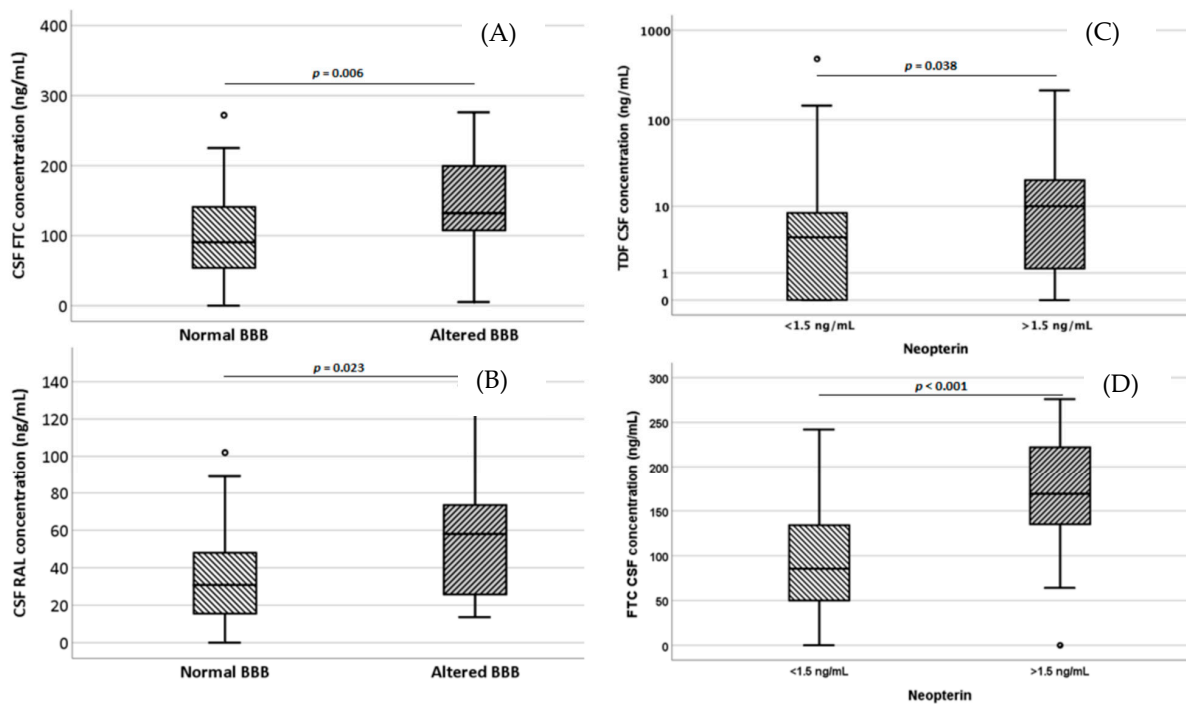 (A)
CSF FTC concentration (ng/mL)
400
300
200
100
0
p = 0.006
Normal BBB
Altered BBB
(B)
CSF RAL concentration (ng/mL)
140
120
100
80
60
40
20
0
p = 0.023
Normal BBB
Altered BBB
(C)
TDF CSF concentration (ng/mL)
1000
100
10
1
0
p = 0.038
<1.5 ng/mL
>1.5 ng/mL
Neopterin
(D)
FTC CSF concentration (ng/mL)
300
250
200
150
100
50
0
p < 0.001
<1.5 ng/mL
>1.5 ng/mL
Neopterin